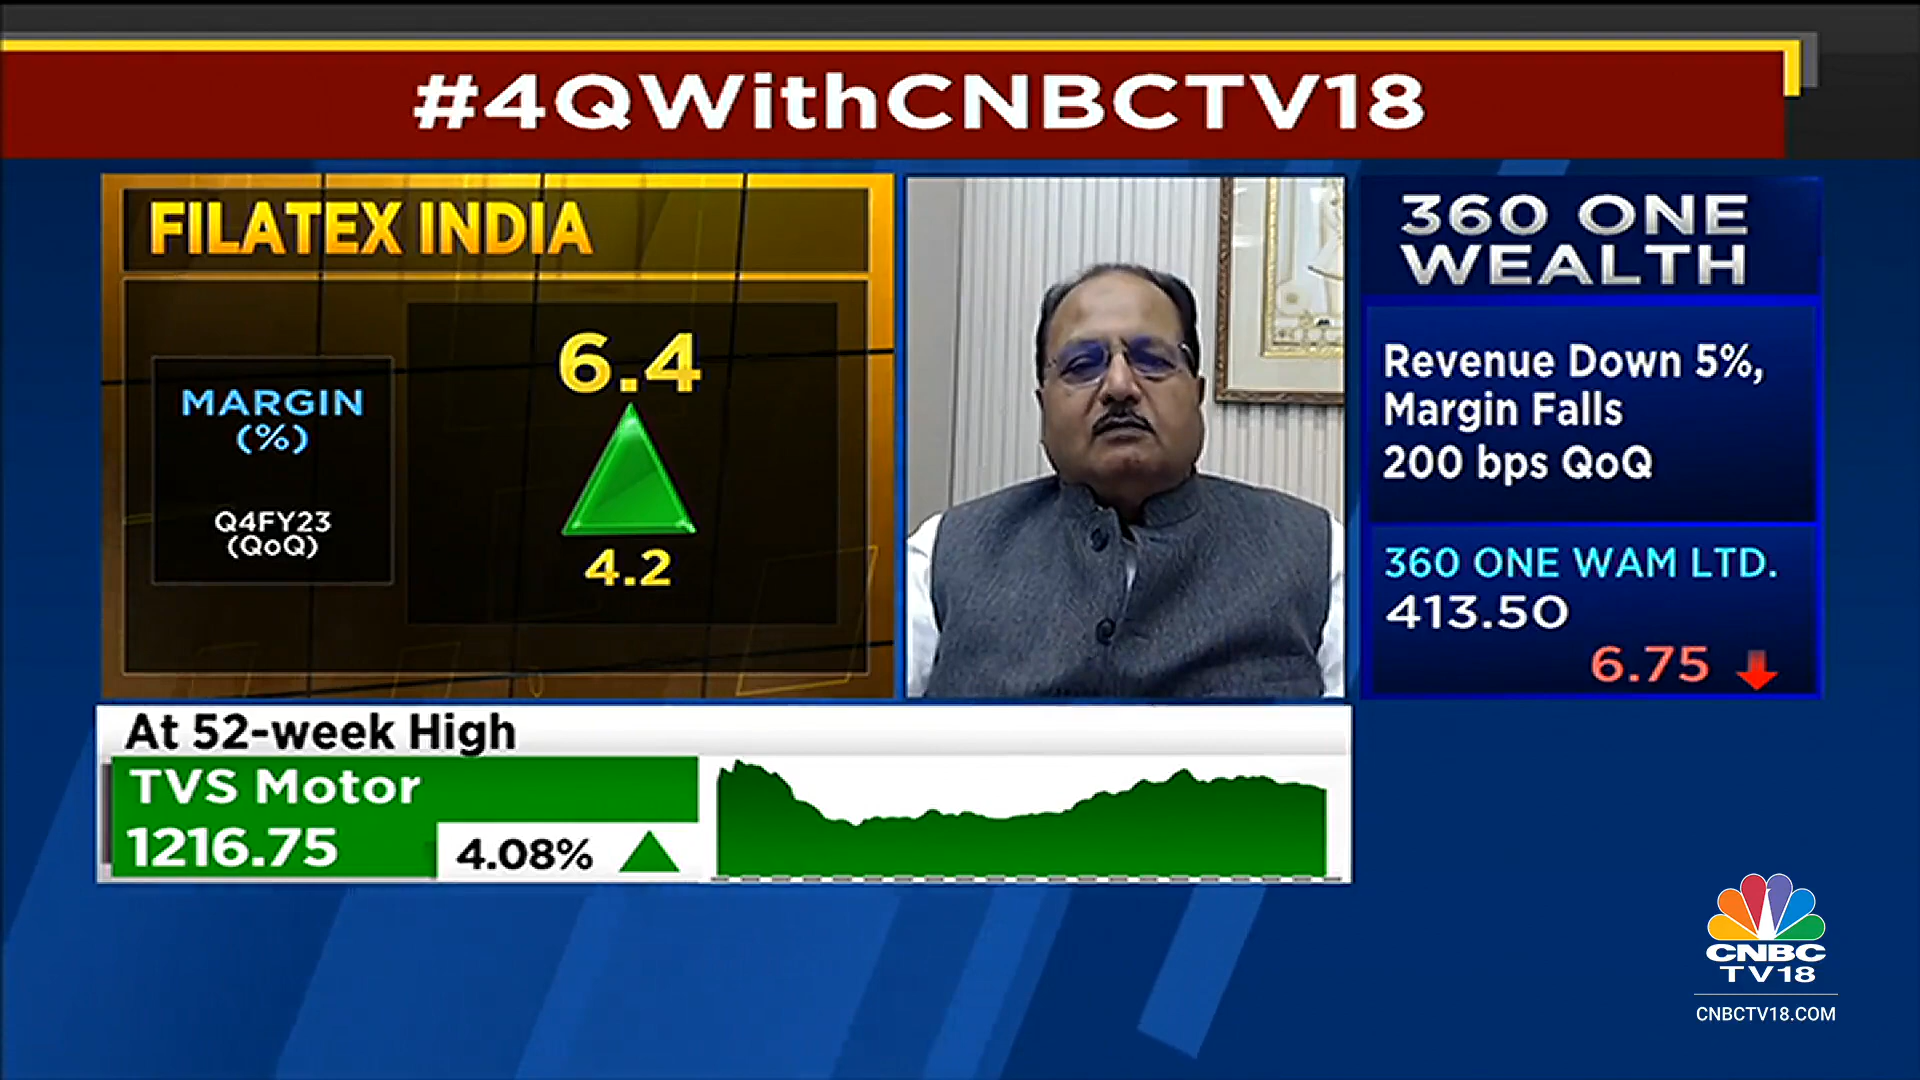 #4QWithCNBCTV18
FILATEX INDIA
MARGIN
(%)
Q4FY23
(QoQ)
6.4
4.2
360 ONE
WEALTH
Revenue Down 5%,
Margin Falls
200 bps QoQ
360 ONE WAM LTD.
413.50
6.75
At 52-week High
TVS Motor
1216.75
4.08%
CNBC
TV18
CNBCTV18.COM